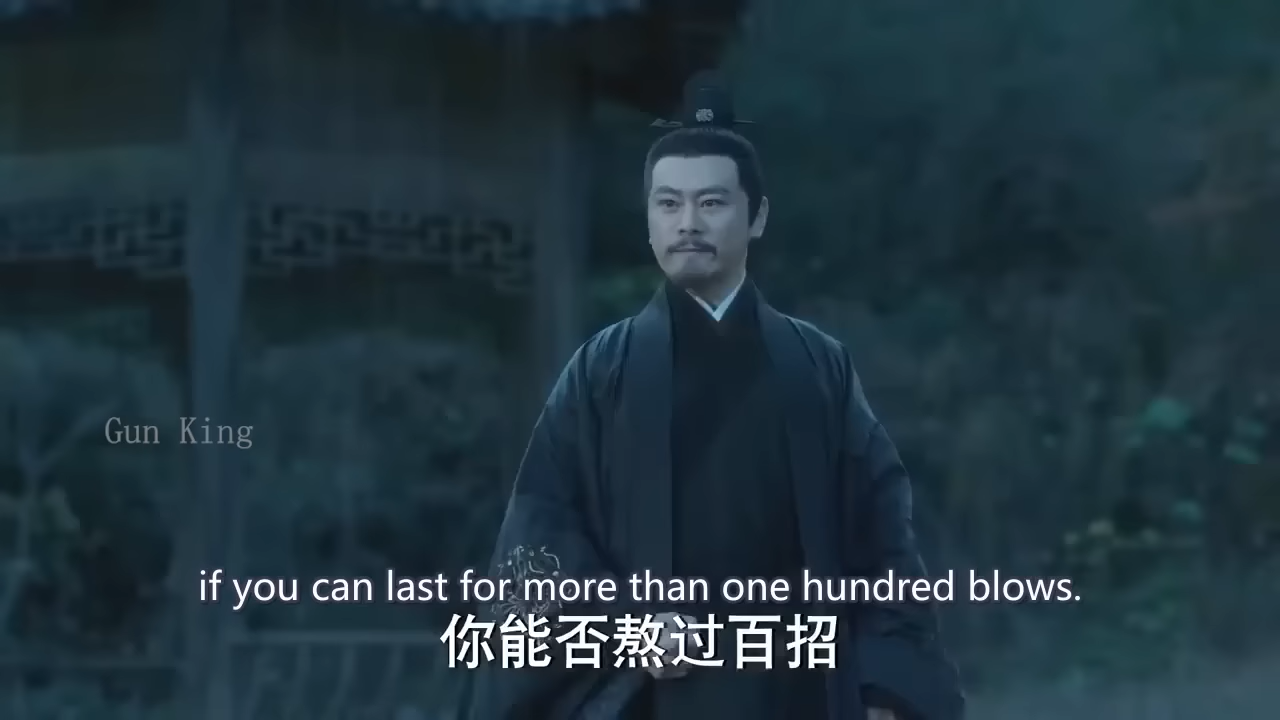 Gun King
if you can last for more than one hundred blows.
你能否熬过百招